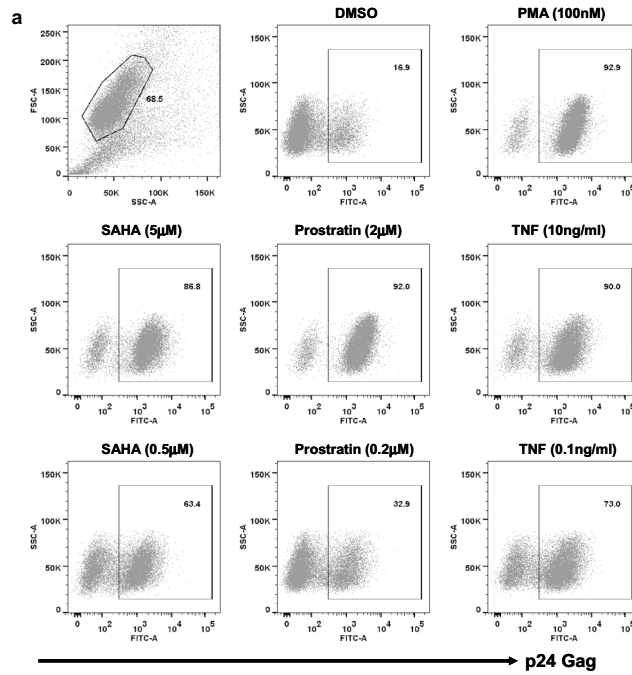 a
FSC-A
250K
200K
150K
100K
50K
0
68.5
0 50K 100K 150K
SSC-A
DMSO
SSC-A
150K
100K
50K
0
16.9
0 10² 10³ 10⁴ 10⁵
FITC-A
PMA (100nM)
SSC-A
150K
100K
50K
0
92.9
0 10² 10³ 10⁴ 10⁵
FITC-A
SAHA (5µM)
SSC-A
150K
100K
50K
0
86.8
0 10² 10³ 10⁴ 10⁵
FITC-A
Prostratin (2µM)
SSC-A
150K
100K
50K
0
92.0
0 10² 10³ 10⁴ 10⁵
FITC-A
TNF (10ng/ml)
SSC-A
150K
100K
50K
0
90.0
0 10² 10³ 10⁴ 10⁵
FITC-A
SAHA (0.5µM)
SSC-A
150K
100K
50K
0
63.4
0 10² 10³ 10⁴ 10⁵
FITC-A
Prostratin (0.2µM)
SSC-A
150K
100K
50K
0
32.9
0 10² 10³ 10⁴ 10⁵
FITC-A
TNF (0.1ng/ml)
SSC-A
150K
100K
50K
0
73.0
0 10² 10³ 10⁴ 10⁵
FITC-A
p24 Gag